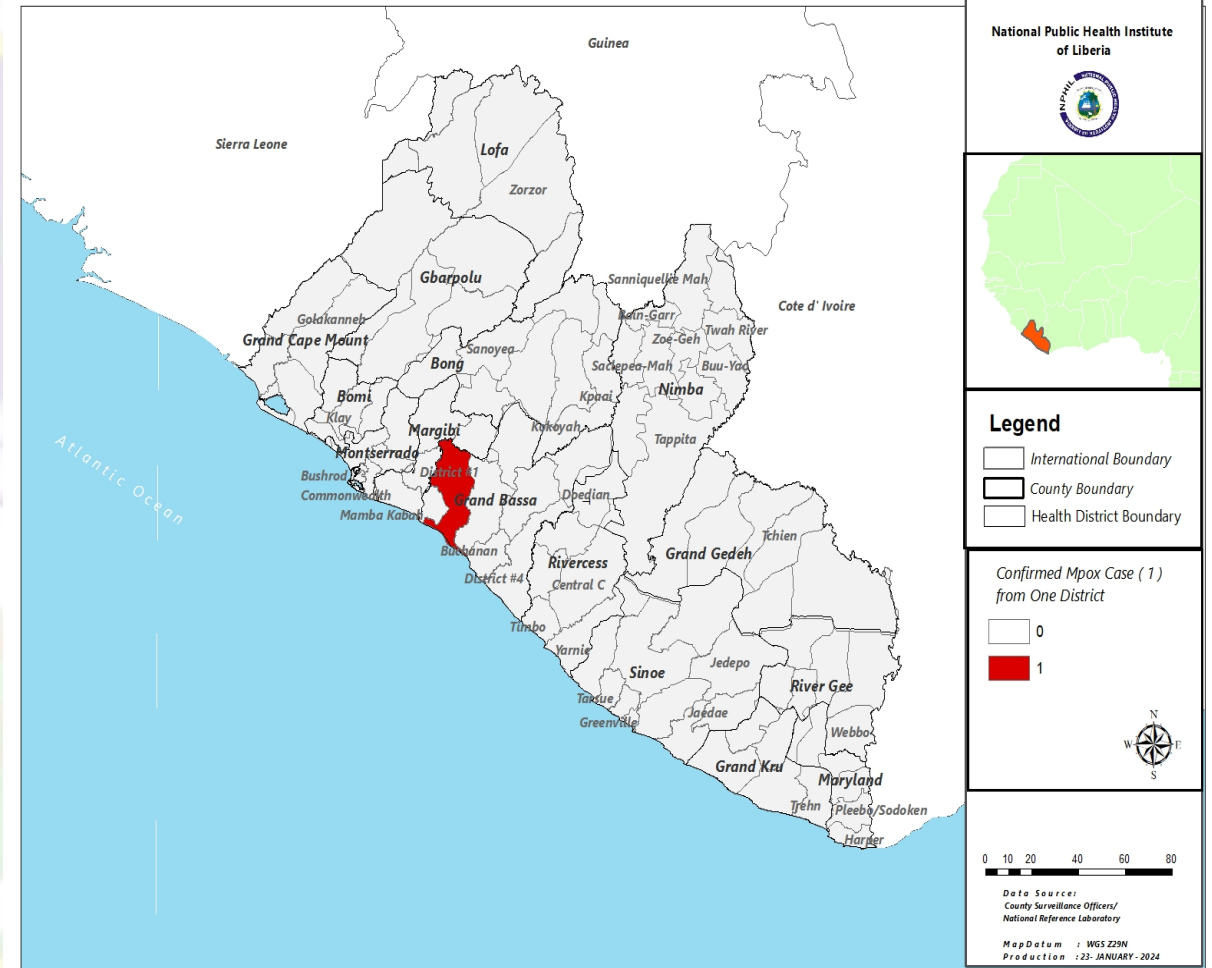 Guinea
Sierra Leone
Lofa
Zorzor
Gbarpolu
Sanniquellie Mah
Cote d' Ivoire
Golakanneh
Bain-Garr
Twah River
Grand Cape Mount
Zoe-Geh
Sanoyea
Bong
Saclepea-Mah
Buu-Yao
Nimba
Bomi
Kpaai
Klay
Kokoyah
Margibi
Tappita
Montserrado
District #1
Bushrod
Commonwealth
Grand Bassa
Doedian
Mamba Kabah
Atlantic Ocean
Tchien
Buchanan
Grand Gedeh
Rivercess
District #4
Central C
Timbo
Yarnie
Jedepo
Sinoe
River Gee
Tarsue
Jaedae
Greenville
Webbo
Grand Kru
Maryland
Trehn
Pleebo/Sodoken
Harper
National Public Health Institute
of Liberia
NPHIL
Legend
International Boundary
County Boundary
Health District Boundary
Confirmed Mpox Case ( 1 )
from One District
0
1
N
W E
S
0 10 20 40 60 80
Data Source:
County Surveillance Officers/
National Reference Laboratory
Map Datum : WGS Z29N
Production : 23- JANUARY - 2024